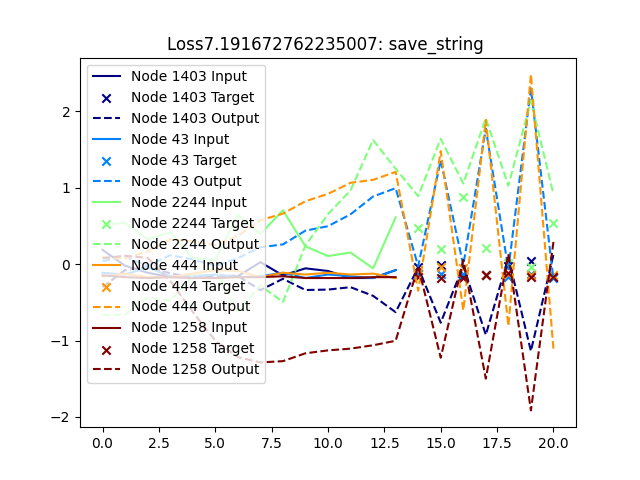 Loss7.191672762235007: save_string
Node 1403 Input
Node 1403 Target
Node 1403 Output
Node 43 Input
Node 43 Target
Node 43 Output
Node 2244 Input
Node 2244 Target
Node 2244 Output
Node 444 Input
Node 444 Target
Node 444 Output
Node 1258 Input
Node 1258 Target
Node 1258 Output
2
1
0
−1
−2
0.0 2.5 5.0 7.5 10.0 12.5 15.0 17.5 20.0